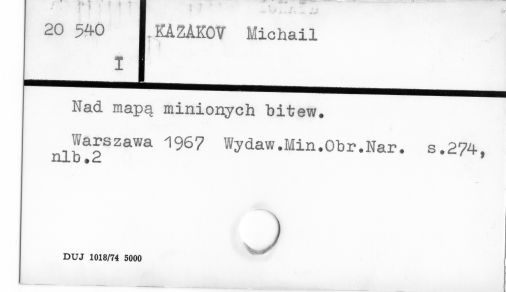 20 540
I
KAZAKOV Michail
Nad mapą minionych bitew.
Warszawa 1967 Wydaw.Min.Obr.Nar. s.274,
nlb.2
DUJ 1018/74 5000